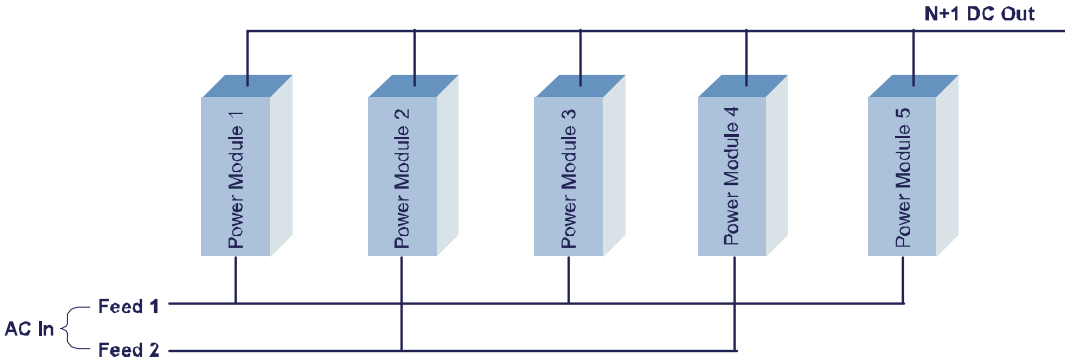 N+1 DC Out
Power Module 1
Power Module 2
Power Module 3
Power Module 4
Power Module 5
AC In
Feed 1
Feed 2